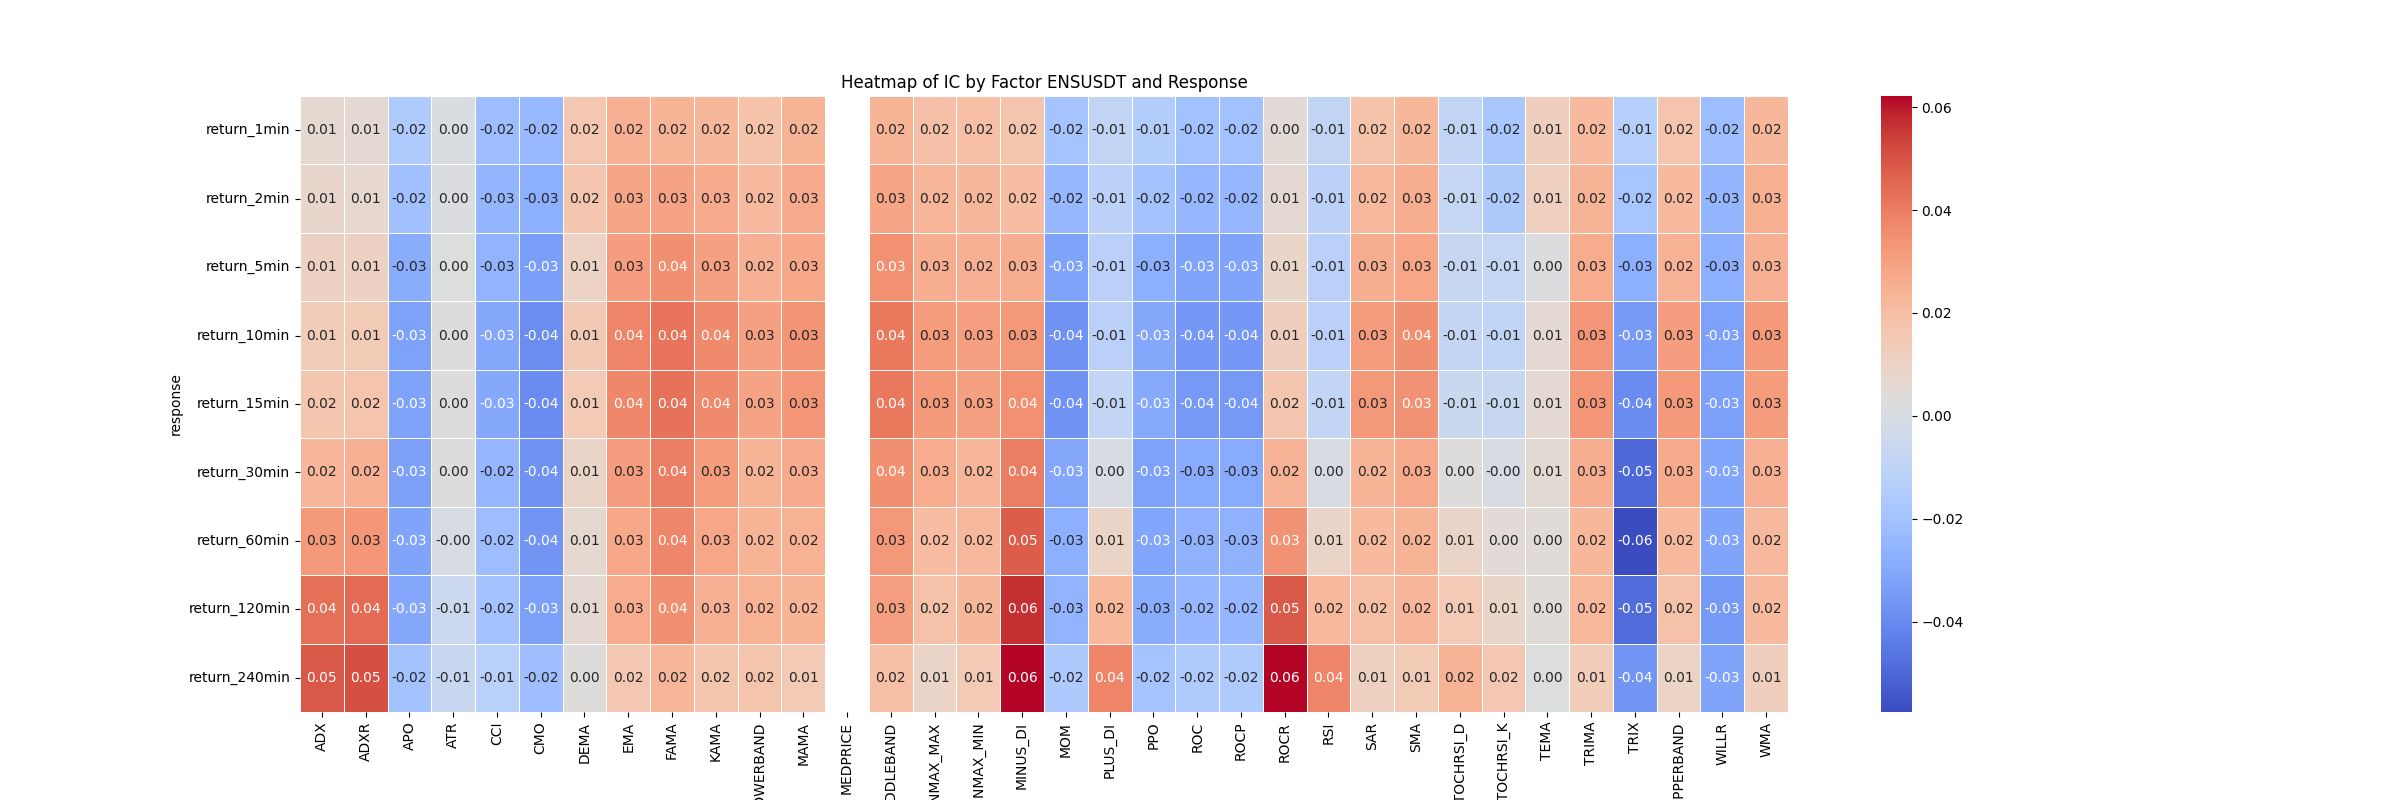 Heatmap of IC by Factor ENSUSDT and Response
response
return_1min 0.01 0.01 -0.02 0.00 -0.02 -0.02 0.02 0.02 0.02 0.02 0.02 0.02 0.02 0.02 0.02 0.02 -0.02 -0.01 -0.01 -0.02 -0.02 0.00 -0.01 0.02 0.02 -0.01 -0.02 0.01 0.02 -0.01 0.02 -0.02 0.02
return_2min 0.01 0.01 -0.02 0.00 -0.03 -0.03 0.02 0.03 0.03 0.03 0.02 0.03 0.03 0.02 0.02 0.02 -0.02 -0.01 -0.02 -0.02 -0.02 0.01 -0.01 0.02 0.03 -0.01 -0.02 0.01 0.02 -0.02 0.02 -0.03 0.03
return_5min 0.01 0.01 -0.03 0.00 -0.03 -0.03 0.01 0.03 0.04 0.03 0.02 0.03 0.03 0.03 0.02 0.03 -0.03 -0.01 -0.03 -0.03 -0.03 0.01 -0.01 0.03 0.03 -0.01 -0.01 0.00 0.03 -0.03 0.02 -0.03 0.03
return_10min 0.01 0.01 -0.03 0.00 -0.03 -0.04 0.01 0.04 0.04 0.04 0.03 0.03 0.04 0.03 0.03 0.03 -0.04 -0.01 -0.03 -0.04 -0.04 0.01 -0.01 0.03 0.04 -0.01 -0.01 0.01 0.03 -0.03 0.03 -0.03 0.03
return_15min 0.02 0.02 -0.03 0.00 -0.03 -0.04 0.01 0.04 0.04 0.04 0.03 0.03 0.04 0.03 0.03 0.04 -0.04 -0.01 -0.03 -0.04 -0.04 0.02 -0.01 0.03 0.03 -0.01 -0.01 0.01 0.03 -0.04 0.03 -0.03 0.03
return_30min 0.02 0.02 -0.03 0.00 -0.02 -0.04 0.01 0.03 0.04 0.03 0.02 0.03 0.04 0.03 0.02 0.04 -0.03 0.00 -0.03 -0.03 -0.03 0.02 0.00 0.02 0.03 0.00 -0.00 0.01 0.03 -0.05 0.03 -0.03 0.03
return_60min 0.03 0.03 -0.03 -0.00 -0.02 -0.04 0.01 0.03 0.04 0.03 0.02 0.02 0.03 0.02 0.02 0.05 -0.03 0.01 -0.03 -0.03 -0.03 0.03 0.01 0.02 0.02 0.01 0.00 0.00 0.02 -0.06 0.02 -0.03 0.02
return_120min 0.04 0.04 -0.03 -0.01 -0.02 -0.03 0.01 0.03 0.04 0.03 0.02 0.02 0.03 0.02 0.02 0.06 -0.03 0.02 -0.03 -0.02 -0.02 0.05 0.02 0.02 0.02 0.01 0.01 0.00 0.02 -0.05 0.02 -0.03 0.02
return_240min 0.05 0.05 -0.02 -0.01 -0.01 -0.02 0.00 0.02 0.02 0.02 0.02 0.01 0.02 0.01 0.01 0.06 -0.02 0.04 -0.02 -0.02 -0.02 0.06 0.04 0.01 0.01 0.02 0.02 0.00 0.01 -0.04 0.01 -0.03 0.01
ADX ADXR APO ATR CCI CMO DEMA EMA FAMA KAMA OWERBAND MAMA MEDPRICE DDLEBAND NMAX_MAX NMAX_MIN MINUS_DI MOM PLUS_DI PPO ROC ROCP ROCR RSI SAR SMA TOCHRSI_D TOCHRSI_K TEMA TRIMA TRIX PPERBAND WILLR WMA
0.06
0.04
0.02
0.00
−0.02
−0.04